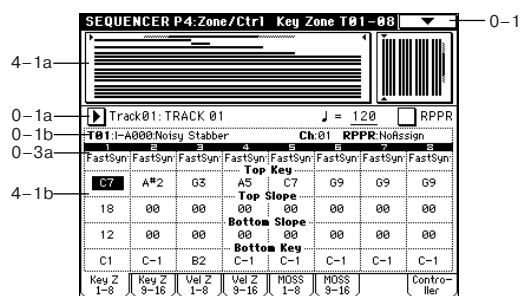 SEQUENCER P4:Zone/Ctrl Key Zone T01-08
0-1
4-1a
0-1a
Track01: TRACK 01 ♩ = 120 RPPR
0-1b
T01:I-A000:Noisy Stabber Ch:01 RPPR:NoAssign
1 2 3 4 5 6 7 8
0-3a
FastSyn FastSyn FastSyn FastSyn FastSyn FastSyn FastSyn FastSyn
Top Key
4-1b
C7 A#2 G3 A5 C7 G9 G9 G9
Top Slope
18 00 00 00 00 00 00 00
Bottom Slope
12 00 00 00 00 00 00 00
Bottom Key
C1 C-1 B2 C-1 C-1 C-1 C-1 C-1
Key Z 1-8 Key Z 9-16 Vel Z 1-8 Vel Z 9-16 MOSS 1-8 MOSS 9-16 Contro-ller